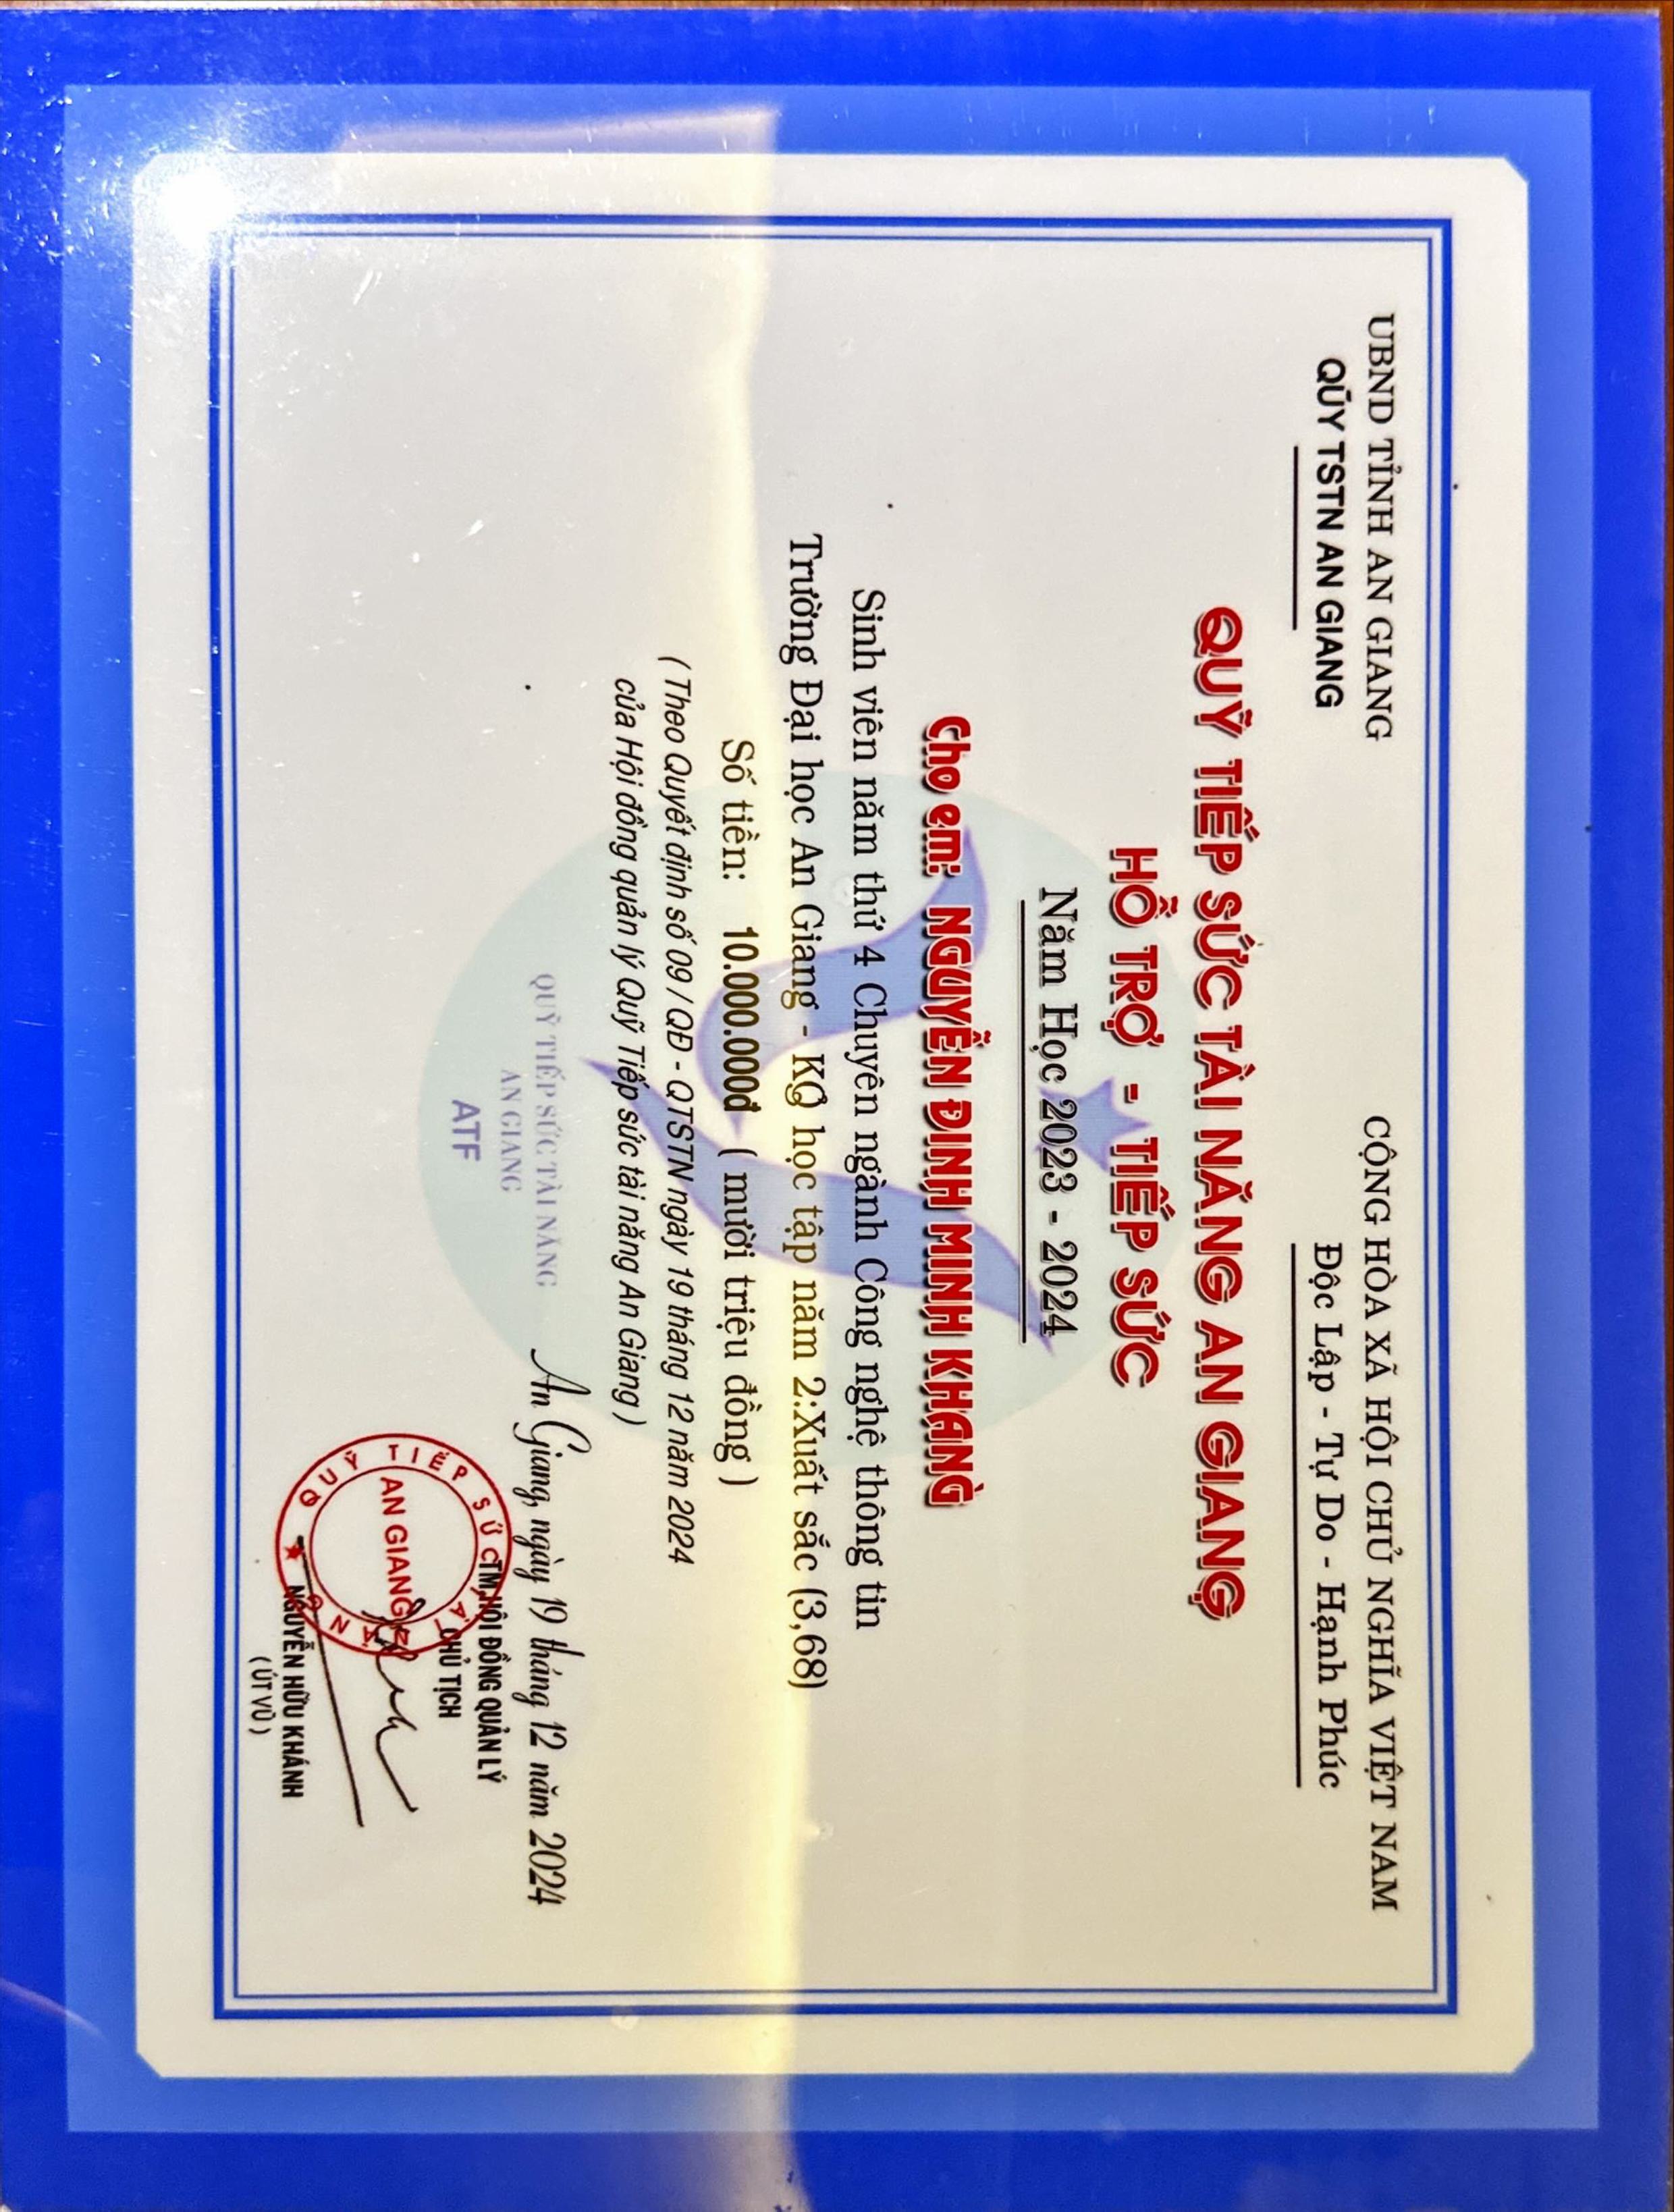 UBND TỈNH AN GIANG
QŨY TSTN AN GIANG
CỘNG HÒA XÃ HỘI CHỦ NGHĨA VIỆT NAM
Độc Lập - Tự Do - Hạnh Phúc
QUỸ TIẾP SỨC TÀI NĂNG AN GIANG
HỖ TRỢ - TIẾP SỨC
Năm Học 2023 - 2024
Cho em: NGUYỄN ĐINH MINH KHANG
Sinh viên năm thứ 4 Chuyên ngành Công nghệ thông tin
Trường Đại học An Giang - KQ học tập năm 2:Xuất sắc (3,68)
Số tiền: 10.000.000đ ( mười triệu đồng )
( Theo Quyết định số 09 / QĐ - QTSTN ngày 19 tháng 12 năm 2024
của Hội đồng quản lý Quỹ Tiếp sức tài năng An Giang )
QUỸ TIẾP SỨC TÀI NĂNG
AN GIANG
ATF
An Giang, ngày 19 tháng 12 năm 2024
TM.HỘI ĐỒNG QUẢN LÝ
CHỦ TỊCH
QUỸ TIẾP SỨC TÀI NĂNG
AN GIANG
NGUYỄN HỮU KHÁNH
( ÚT VŨ )